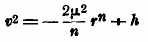 v² = − 2μ²/n rⁿ + h